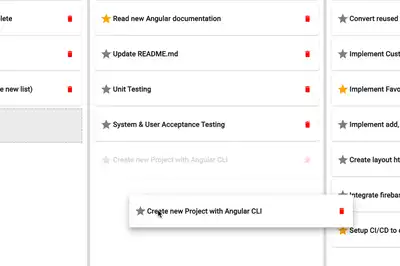 lete
e new list)
Read new Angular documentation
Update README.md
Unit Testing
System & User Acceptance Testing
Create new Project with Angular CLI
Create new Project with Angular CLI
Convert reused
Implement Cust
Implement Favo
Implement add,
Create layout ht
Integrate fireba
Setup CI/CD to